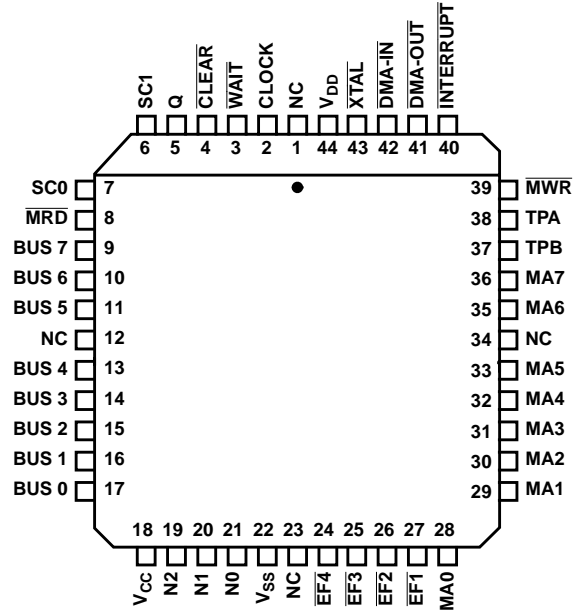 SC1 Q CLEAR WAIT CLOCK NC VDD XTAL DMA-IN DMA-OUT INTERRUPT
6 5 4 3 2 1 44 43 42 41 40
SC0 7 39 MWR
MRD 8 38 TPA
BUS 7 9 37 TPB
BUS 6 10 36 MA7
BUS 5 11 35 MA6
NC 12 34 NC
BUS 4 13 33 MA5
BUS 3 14 32 MA4
BUS 2 15 31 MA3
BUS 1 16 30 MA2
BUS 0 17 29 MA1
18 19 20 21 22 23 24 25 26 27 28
VCC N2 N1 N0 VSS NC EF4 EF3 EF2 EF1 MA0